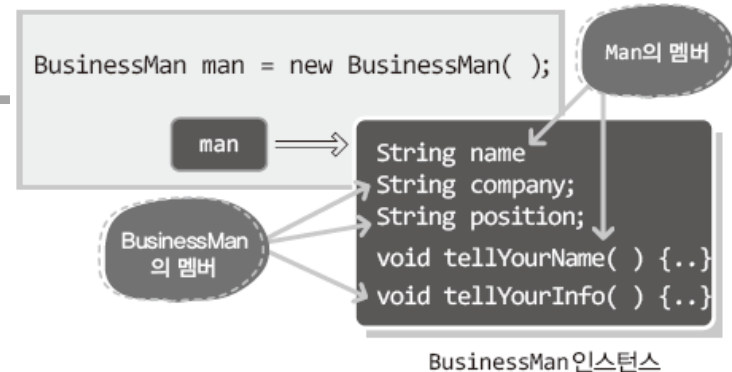 BusinessMan man = new BusinessMan( );
Man의 멤버
man
String name
String company;
String position;
void tellYourName( ) {..}
void tellYourInfo( ) {..}
BusinessMan
의 멤버
BusinessMan인스턴스